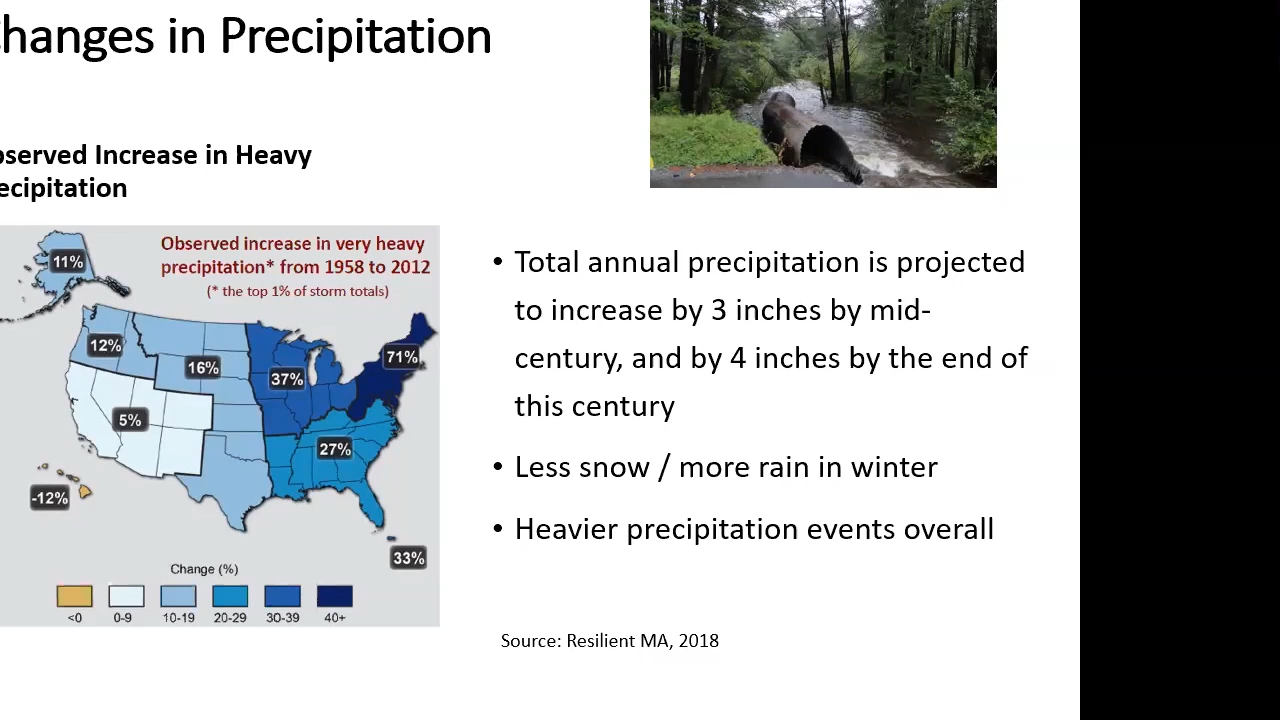 hanges in Precipitation
bserved Increase in Heavy
ecipitation
Observed increase in very heavy
precipitation* from 1958 to 2012
(* the top 1% of storm totals)
11%
12%
16%
37%
71%
5%
27%
-12%
33%
Change (%)
<0 0-9 10-19 20-29 30-39 40+
• Total annual precipitation is projected
to increase by 3 inches by mid-
century, and by 4 inches by the end of
this century
• Less snow / more rain in winter
• Heavier precipitation events overall
Source: Resilient MA, 2018